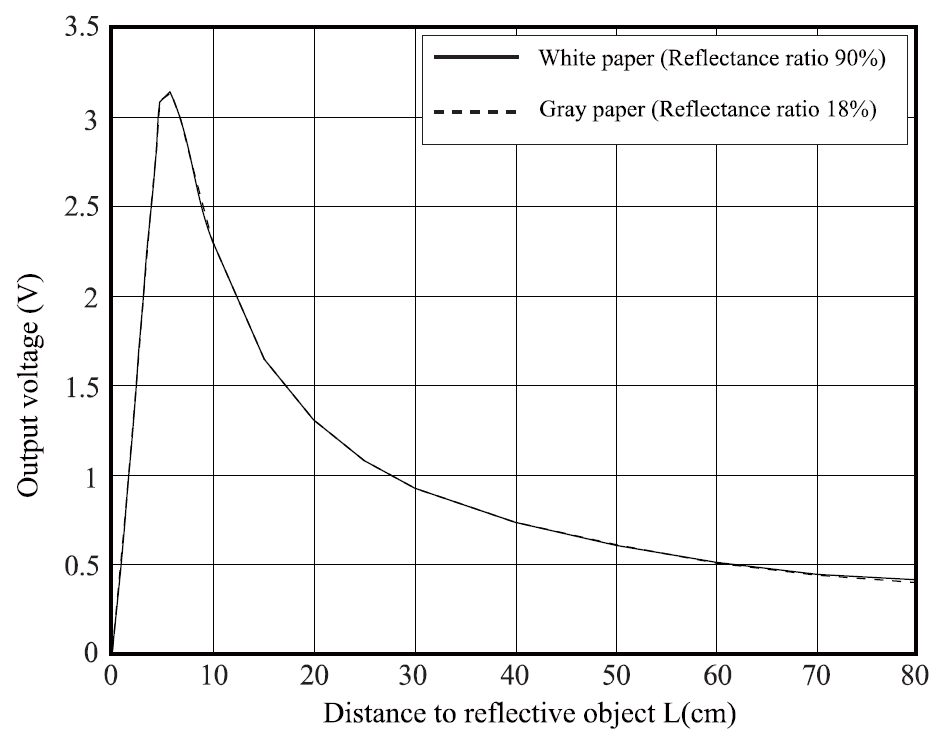 3.5
3
2.5
2
1.5
1
0.5
0
Output voltage (V)
White paper (Reflectance ratio 90%)
Gray paper (Reflectance ratio 18%)
0 10 20 30 40 50 60 70 80
Distance to reflective object L(cm)